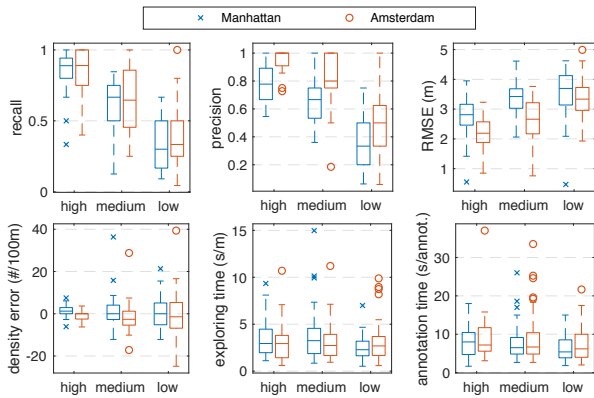 Manhattan Amsterdam
recall
1
0.5
0
high medium low
precision
1
0.8
0.6
0.4
0.2
high medium low
RMSE (m)
5
4
3
2
1
0
high medium low
density error (#/100m)
40
20
0
-20
high medium low
exploring time (s/m)
15
10
5
0
high medium low
annotation time (s/annot.)
40
30
20
10
0
high medium low